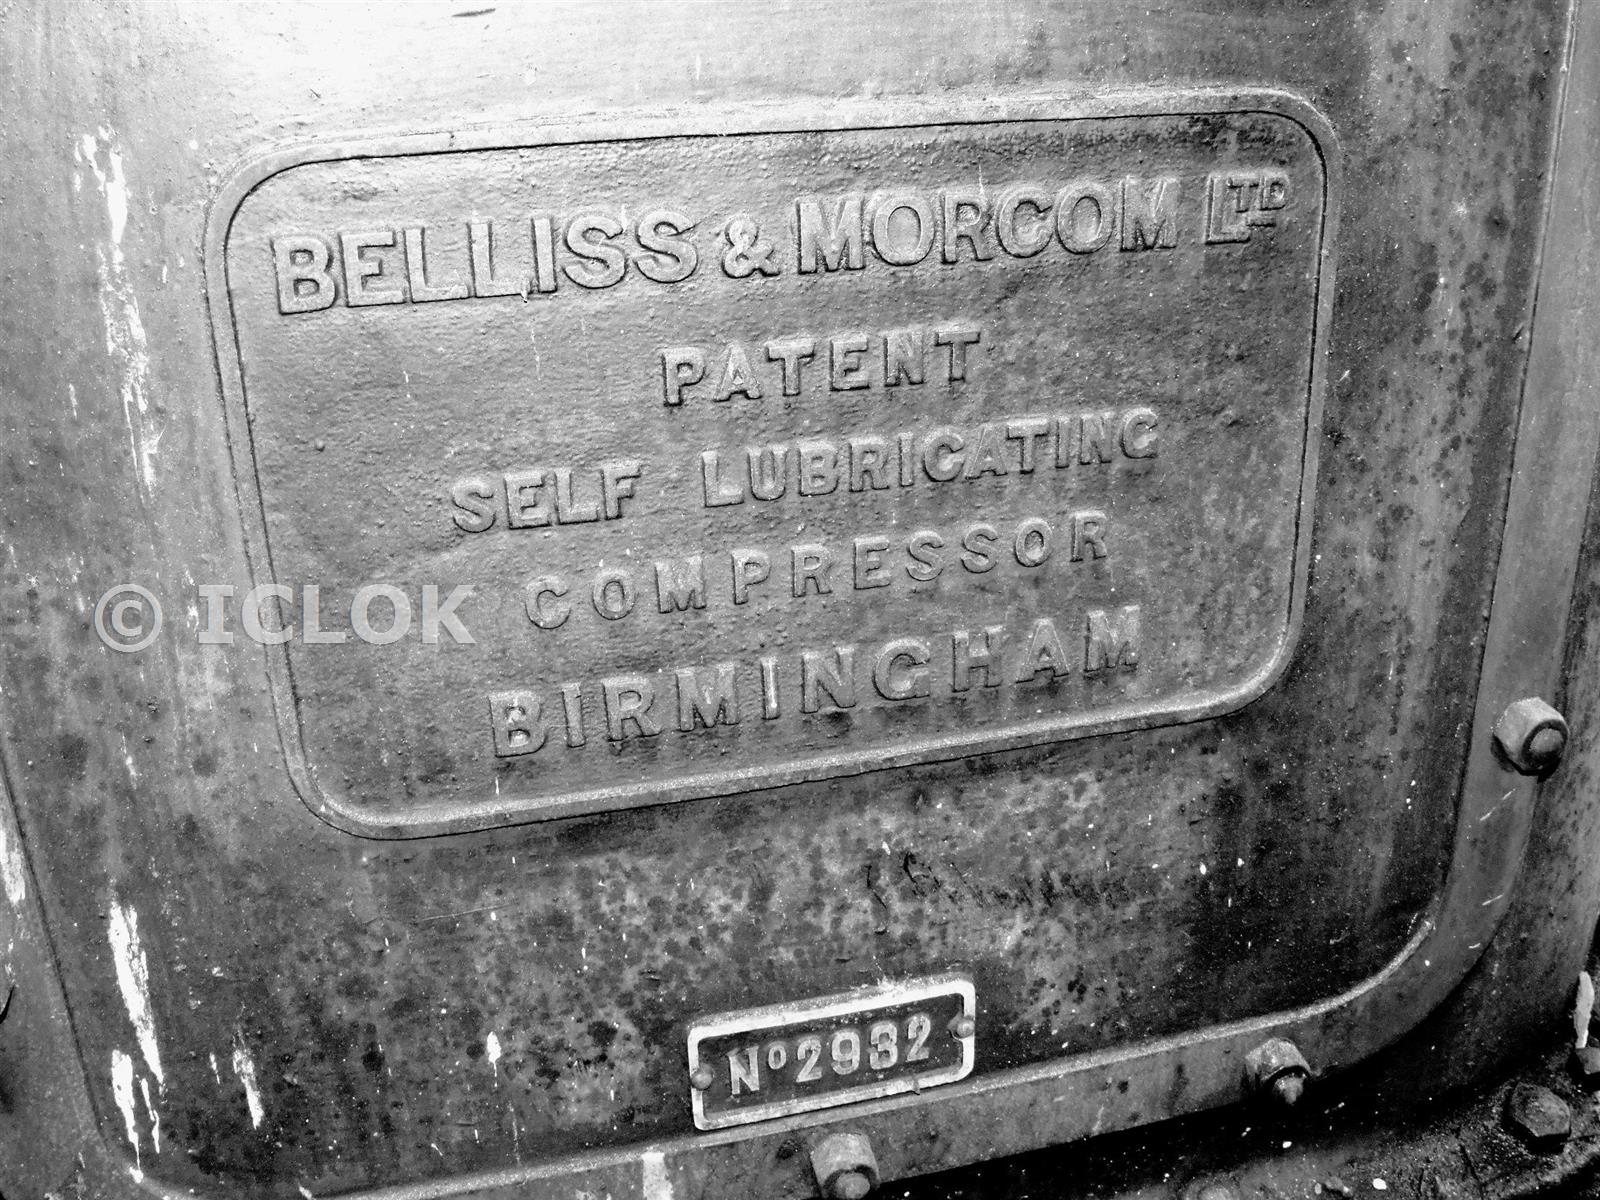 BELLISS & MORCOM LTD
PATENT
SELF LUBRICATING
COMPRESSOR
BIRMINGHAM
© ICLOK
No 2932